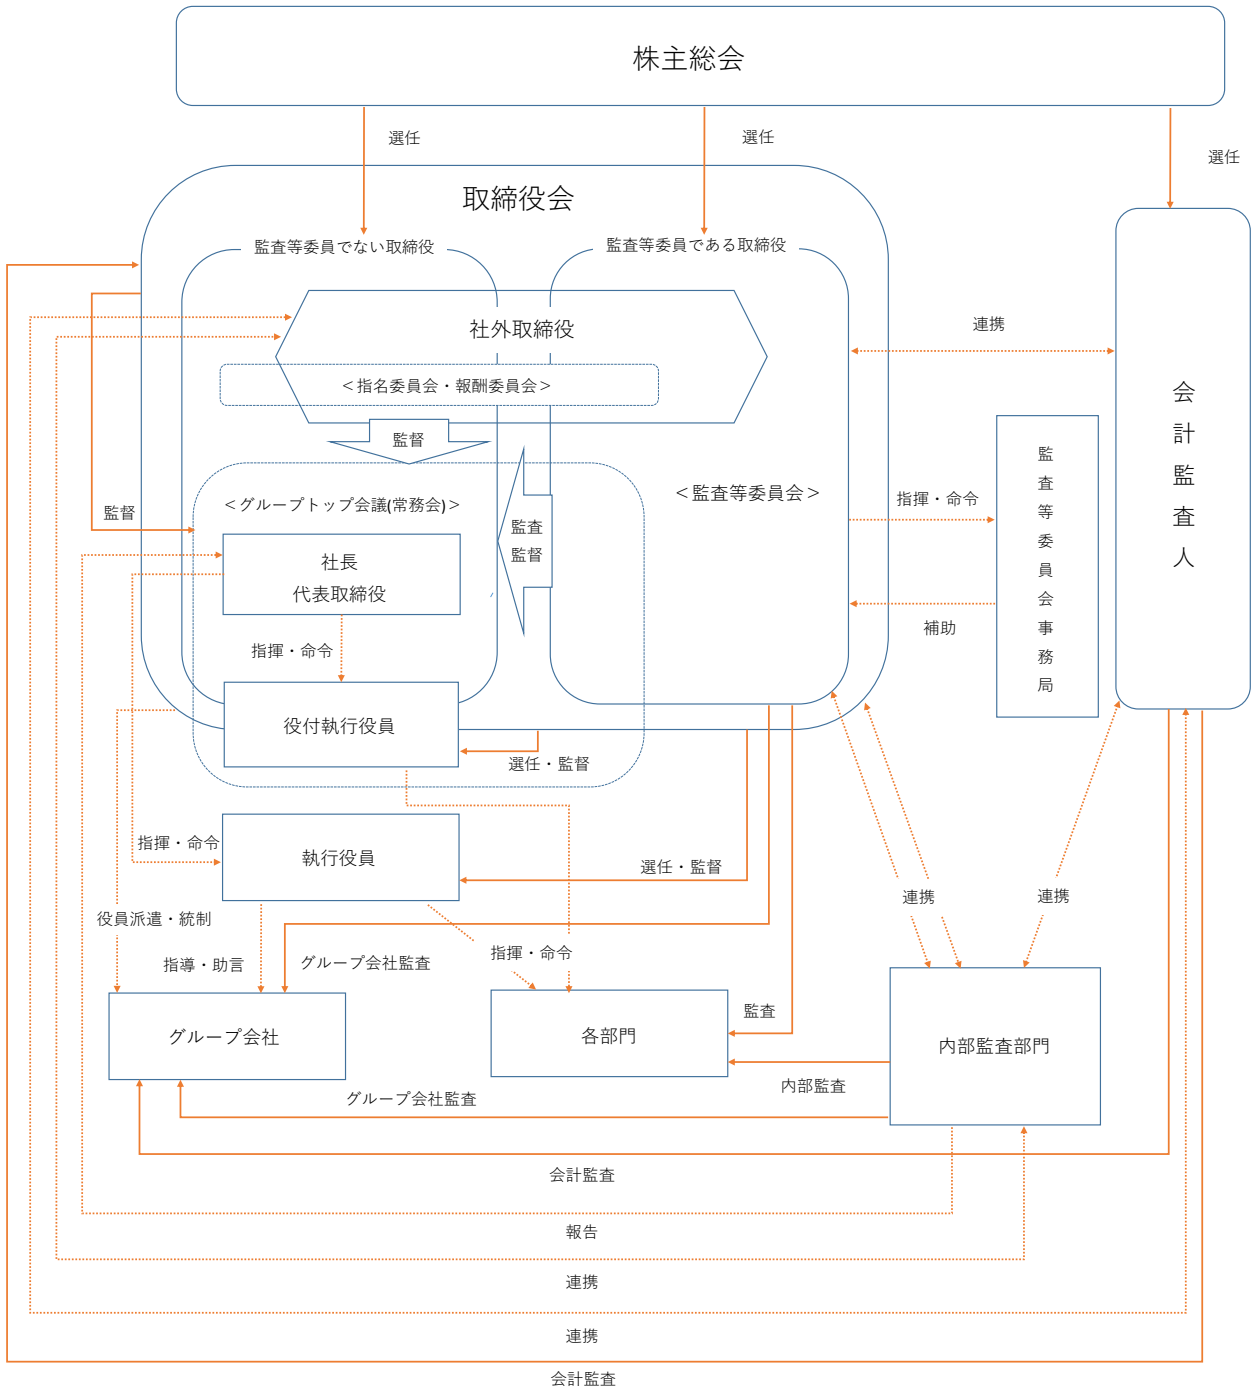 株主総会
選任
選任
選任
取締役会
監査等委員でない取締役
監査等委員である取締役
社外取締役
連携
＜指名委員会・報酬委員会＞
会計監査人
監督
監査等委員会事務局
＜監査等委員会＞
指揮・命令
＜グループトップ会議(常務会)＞
監督
監査
監督
社長
代表取締役
補助
指揮・命令
役付執行役員
選任・監督
指揮・命令
執行役員
選任・監督
連携
連携
役員派遣・統制
指導・助言
グループ会社監査
指揮・命令
監査
グループ会社
各部門
内部監査部門
内部監査
グループ会社監査
会計監査
報告
連携
連携
会計監査